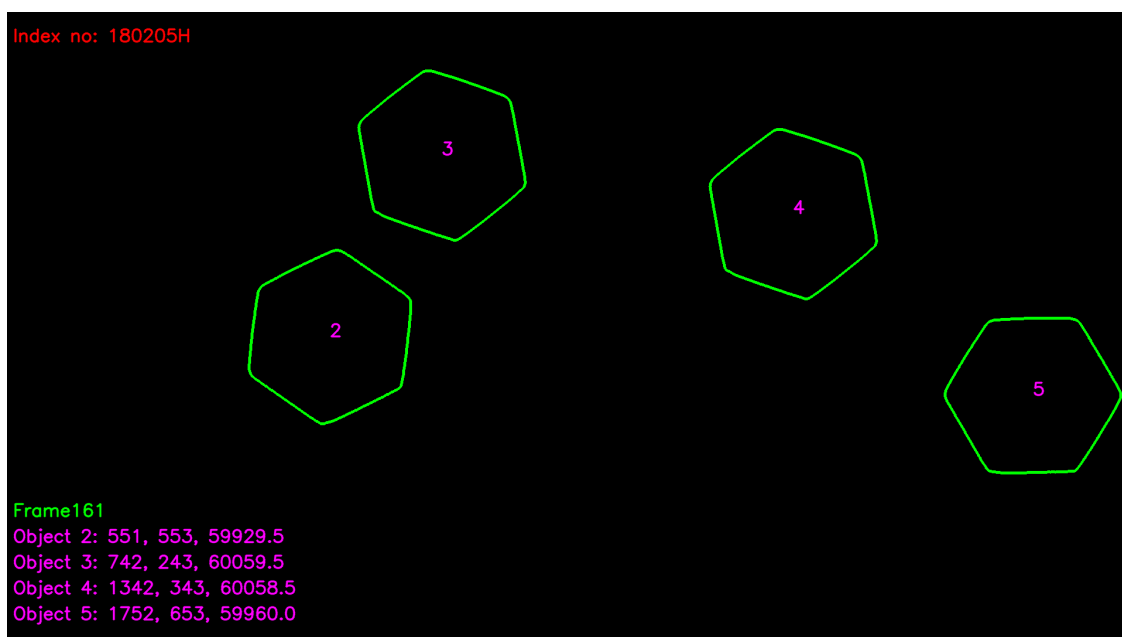 Index no: 180205H
3
4
2
5
Frame161
Object 2: 551, 553, 59929.5
Object 3: 742, 243, 60059.5
Object 4: 1342, 343, 60058.5
Object 5: 1752, 653, 59960.0